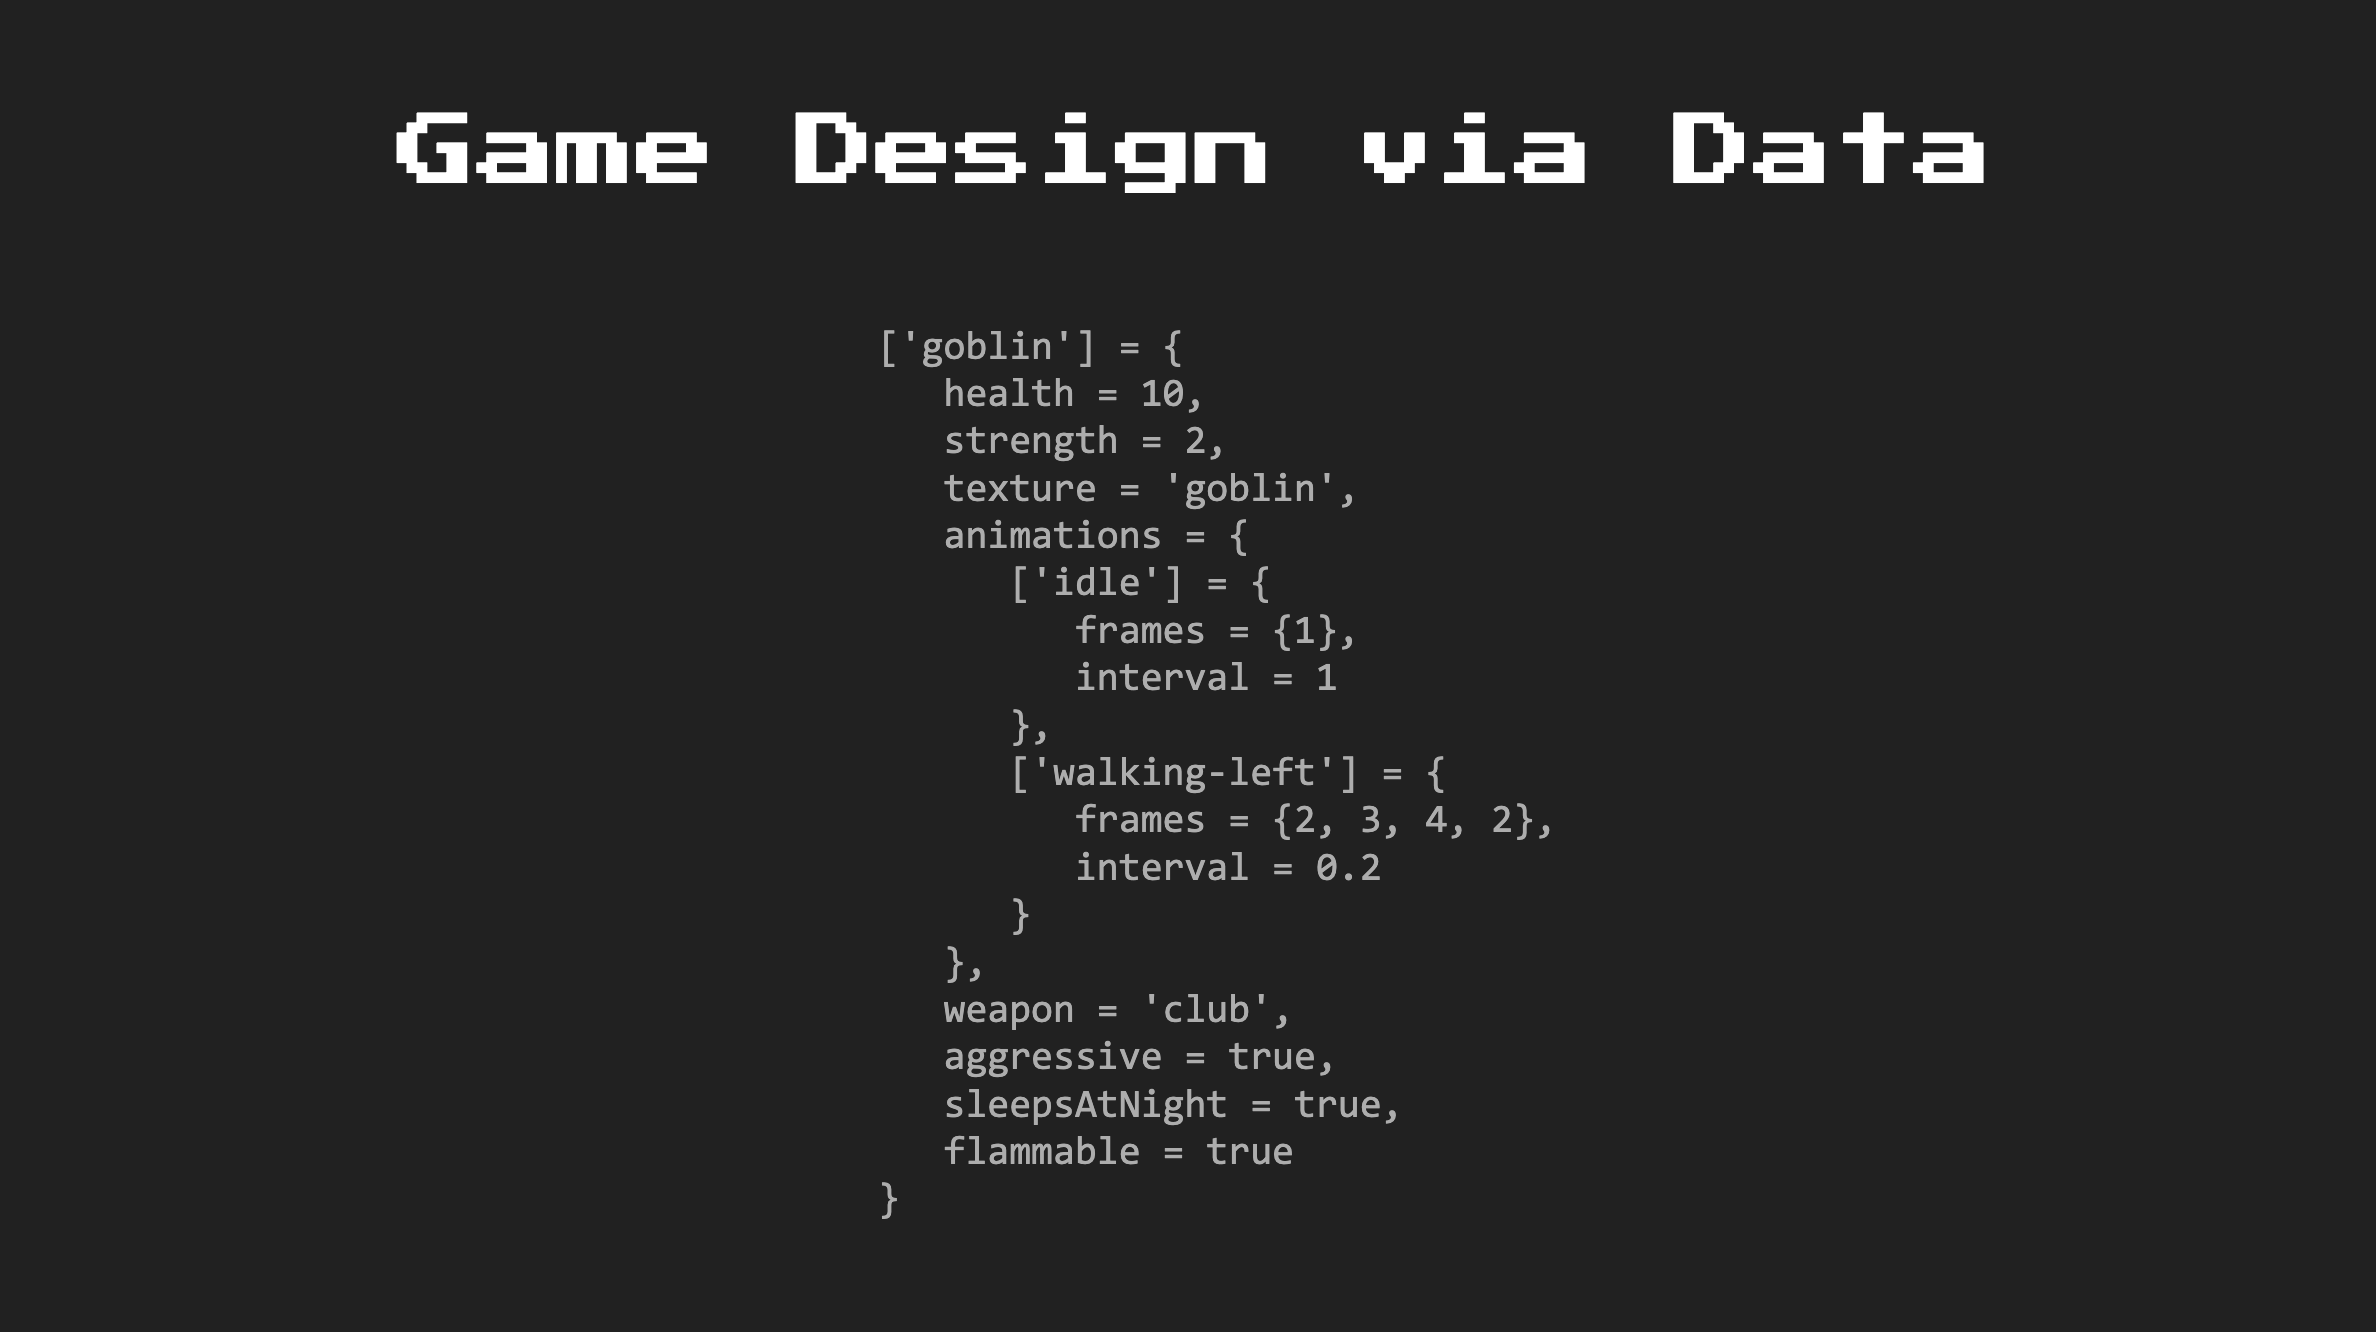 Game Design via Data
['goblin'] = {
   health = 10,
   strength = 2,
   texture = 'goblin',
   animations = {
      ['idle'] = {
         frames = {1},
         interval = 1
      },
      ['walking-left'] = {
         frames = {2, 3, 4, 2},
         interval = 0.2
      }
   },
   weapon = 'club',
   aggressive = true,
   sleepsAtNight = true,
   flammable = true
}